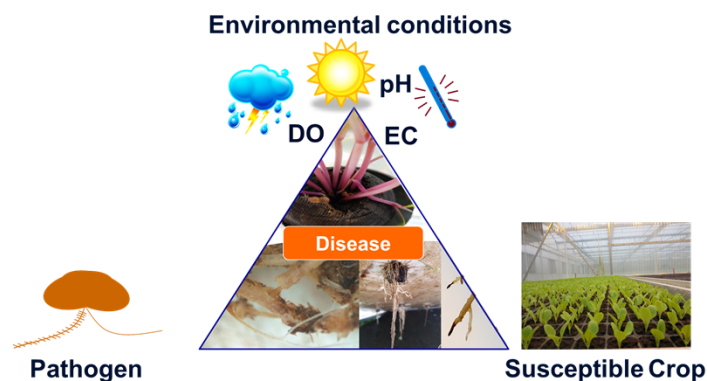 Environmental conditions
pH
DO
EC
Disease
Pathogen
Susceptible Crop